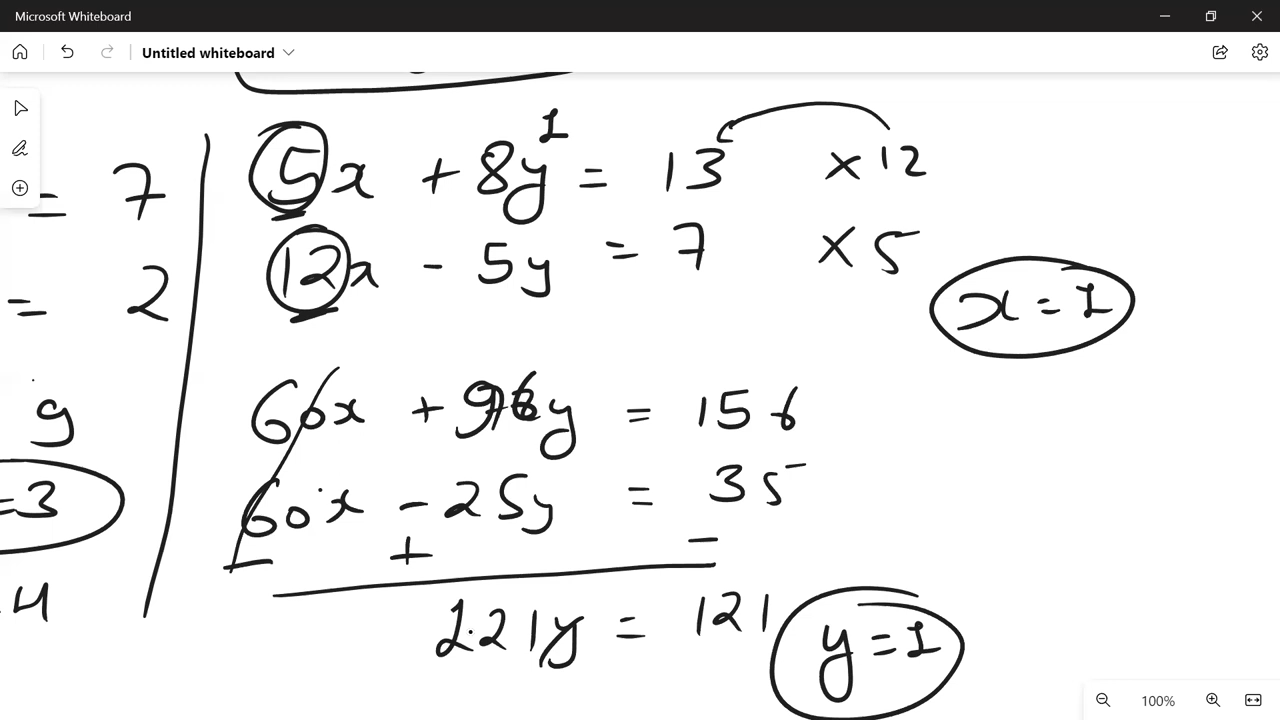 Microsoft Whiteboard
Untitled whiteboard
= 7
= 2
y
=3
4
1
5x + 8y = 13 × 12
12x - 5y = 7 × 5
x = 1
60x + 96y = 156
60x - 25y = 35
- + -
121y = 121
y = 1
100%